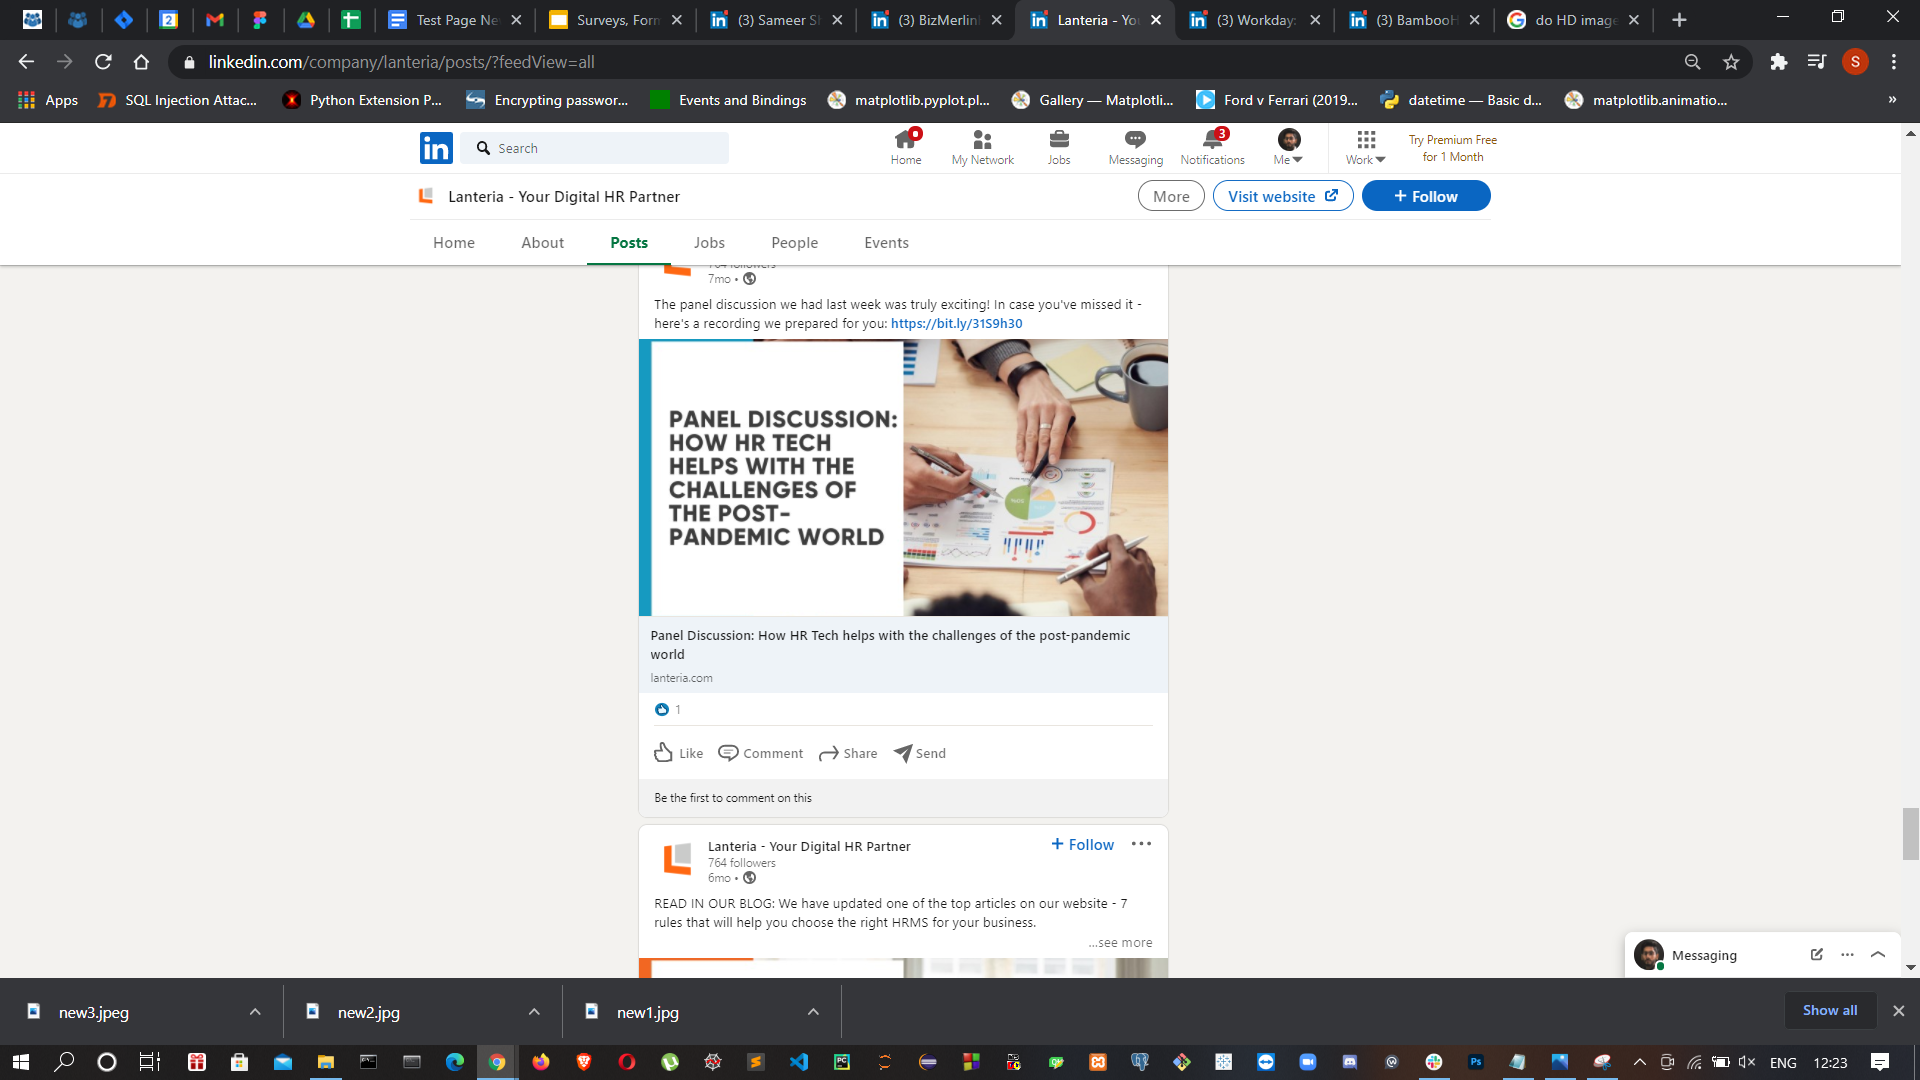 Test Page Ne
Surveys, For
(3) Sameer S
(3) BizMerlin
Lanteria - Yo
(3) Workday:
(3) BambooH
do HD image
linkedin.com/company/lanteria/posts/?feedView=all
S
Apps
SQL Injection Attac...
Python Extension P...
Encrypting passwor...
Events and Bindings
matplotlib.pyplot.pl...
Gallery — Matplotli...
Ford v Ferrari (2019...
datetime — Basic d...
matplotlib.animatio...
»
in
Search
Home
My Network
Jobs
Messaging
3
Notifications
Me
Work
Try Premium Free
for 1 Month
Lanteria - Your Digital HR Partner
More
Visit website
+ Follow
Home
About
Posts
Jobs
People
Events
764 followers
7mo •
The panel discussion we had last week was truly exciting! In case you've missed it -
here's a recording we prepared for you: https://bit.ly/31S9h30
PANEL DISCUSSION:
HOW HR TECH
HELPS WITH THE
CHALLENGES OF
THE POST-
PANDEMIC WORLD
Panel Discussion: How HR Tech helps with the challenges of the post-pandemic
world
lanteria.com
1
Like
Comment
Share
Send
Be the first to comment on this
Lanteria - Your Digital HR Partner
+ Follow
764 followers
6mo •
READ IN OUR BLOG: We have updated one of the top articles on our website - 7
rules that will help you choose the right HRMS for your business.
...see more
Messaging
new3.jpeg
new2.jpg
new1.jpg
Show all
ENG
12:23